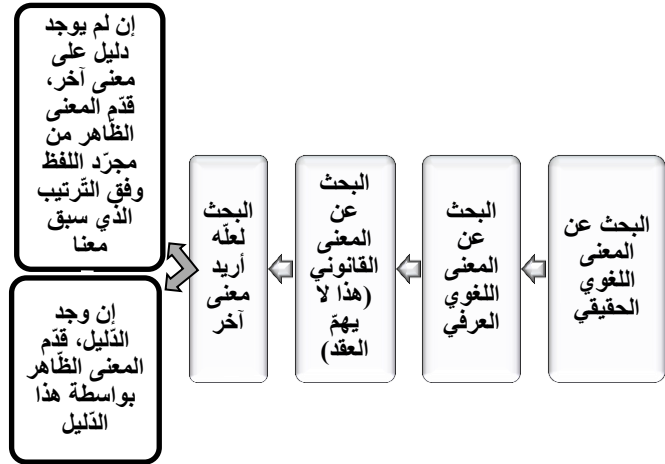 البحث عن
المعنى
اللغوي
الحقيقي
البحث
عن
المعنى
اللغوي
العرفي
البحث
عن
المعنى
القانوني
(هذا لا
يهمّ
العقد)
البحث
لعلّه
أريد
معنى
آخر
إن لم يوجد
دليل على
معنى آخر،
قدّم المعنى
الظّاهر من
مجرّد اللفظ
وفق التّرتيب
الذي سبق
معنا
إن وجد
الدّليل، قدّم
المعنى الظّاهر
بواسطة هذا
الدّليل